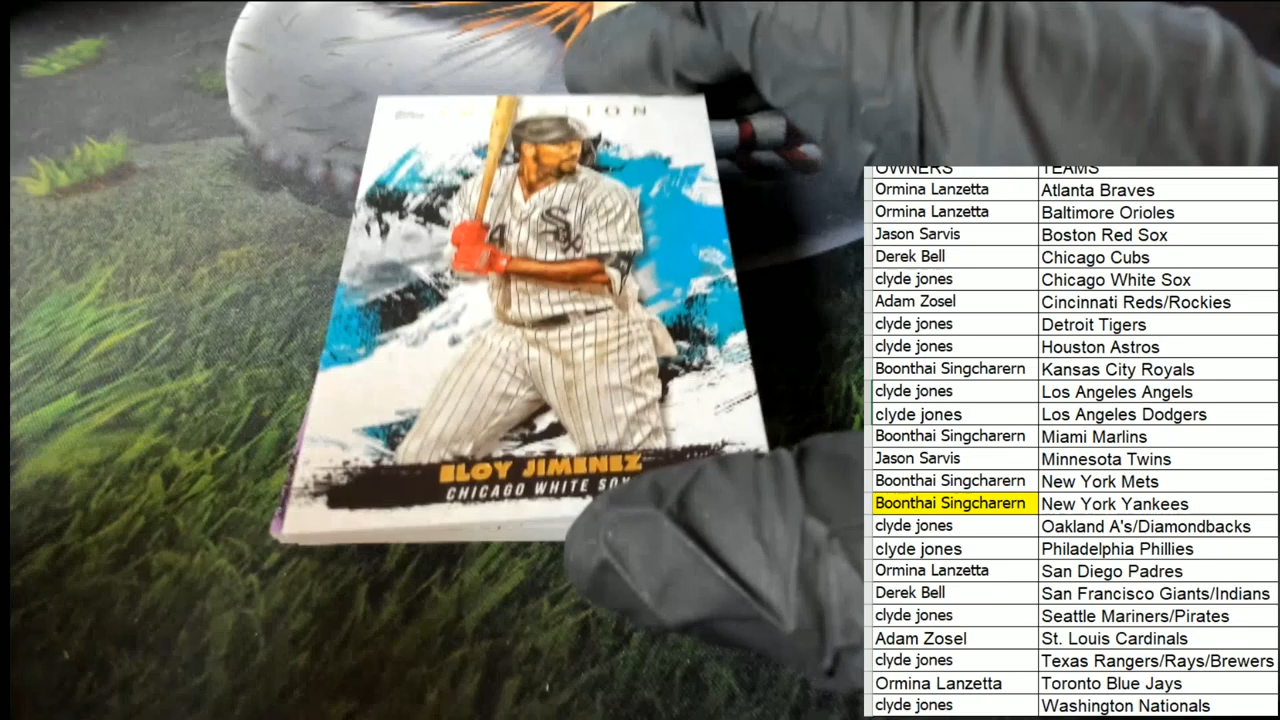 TION
Sox
4
ELOY JIMENEZ
CHICAGO WHITE SOX
OWNERS TEAMS
Ormina Lanzetta Atlanta Braves
Ormina Lanzetta Baltimore Orioles
Jason Sarvis Boston Red Sox
Derek Bell Chicago Cubs
clyde jones Chicago White Sox
Adam Zosel Cincinnati Reds/Rockies
clyde jones Detroit Tigers
clyde jones Houston Astros
Boonthai Singcharern Kansas City Royals
clyde jones Los Angeles Angels
clyde jones Los Angeles Dodgers
Boonthai Singcharern Miami Marlins
Jason Sarvis Minnesota Twins
Boonthai Singcharern New York Mets
Boonthai Singcharern New York Yankees
clyde jones Oakland A's/Diamondbacks
clyde jones Philadelphia Phillies
Ormina Lanzetta San Diego Padres
Derek Bell San Francisco Giants/Indians
clyde jones Seattle Mariners/Pirates
Adam Zosel St. Louis Cardinals
clyde jones Texas Rangers/Rays/Brewers
Ormina Lanzetta Toronto Blue Jays
clyde jones Washington Nationals